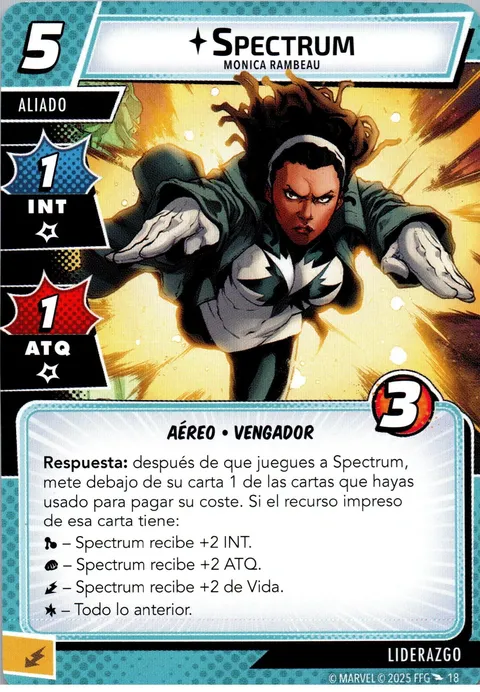 5
SPECTRUM
MONICA RAMBEAU
ALIADO
1
INT
1
ATQ
3
AÉREO • VENGADOR
Respuesta: después de que juegues a Spectrum,
mete debajo de su carta 1 de las cartas que hayas
usado para pagar su coste. Si el recurso impreso
de esa carta tiene:
– Spectrum recibe +2 INT.
– Spectrum recibe +2 ATQ.
– Spectrum recibe +2 de Vida.
– Todo lo anterior.
LIDERAZGO
© MARVEL © 2025 FFG 18